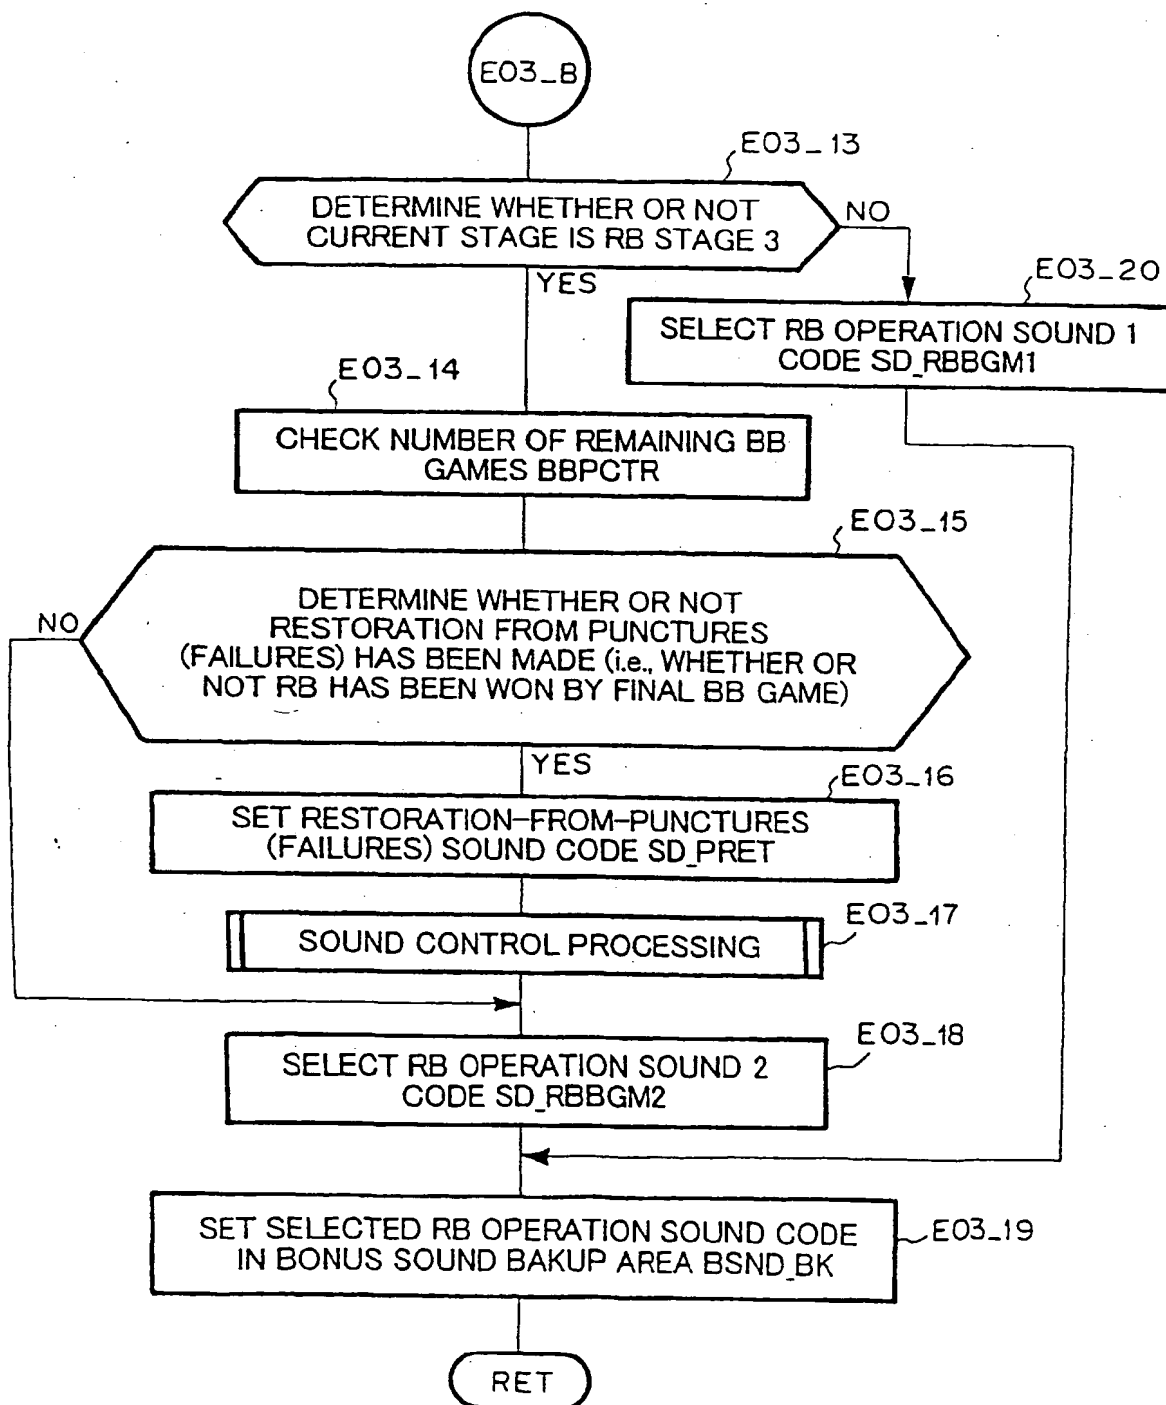 E03_B
E03_13
DETERMINE WHETHER OR NOT
CURRENT STAGE IS RB STAGE 3
NO
YES
E03_20
SELECT RB OPERATION SOUND 1
CODE SD_RBBGM1
E03_14
CHECK NUMBER OF REMAINING BB
GAMES BBPCTR
E03_15
DETERMINE WHETHER OR NOT
RESTORATION FROM PUNCTURES
(FAILURES) HAS BEEN MADE (i.e., WHETHER OR
NOT RB HAS BEEN WON BY FINAL BB GAME)
NO
YES
E03_16
SET RESTORATION-FROM-PUNCTURES
(FAILURES) SOUND CODE SD_PRET
E03_17
SOUND CONTROL PROCESSING
E03_18
SELECT RB OPERATION SOUND 2
CODE SD_RBBGM2
E03_19
SET SELECTED RB OPERATION SOUND CODE
IN BONUS SOUND BAKUP AREA BSND_BK
RET